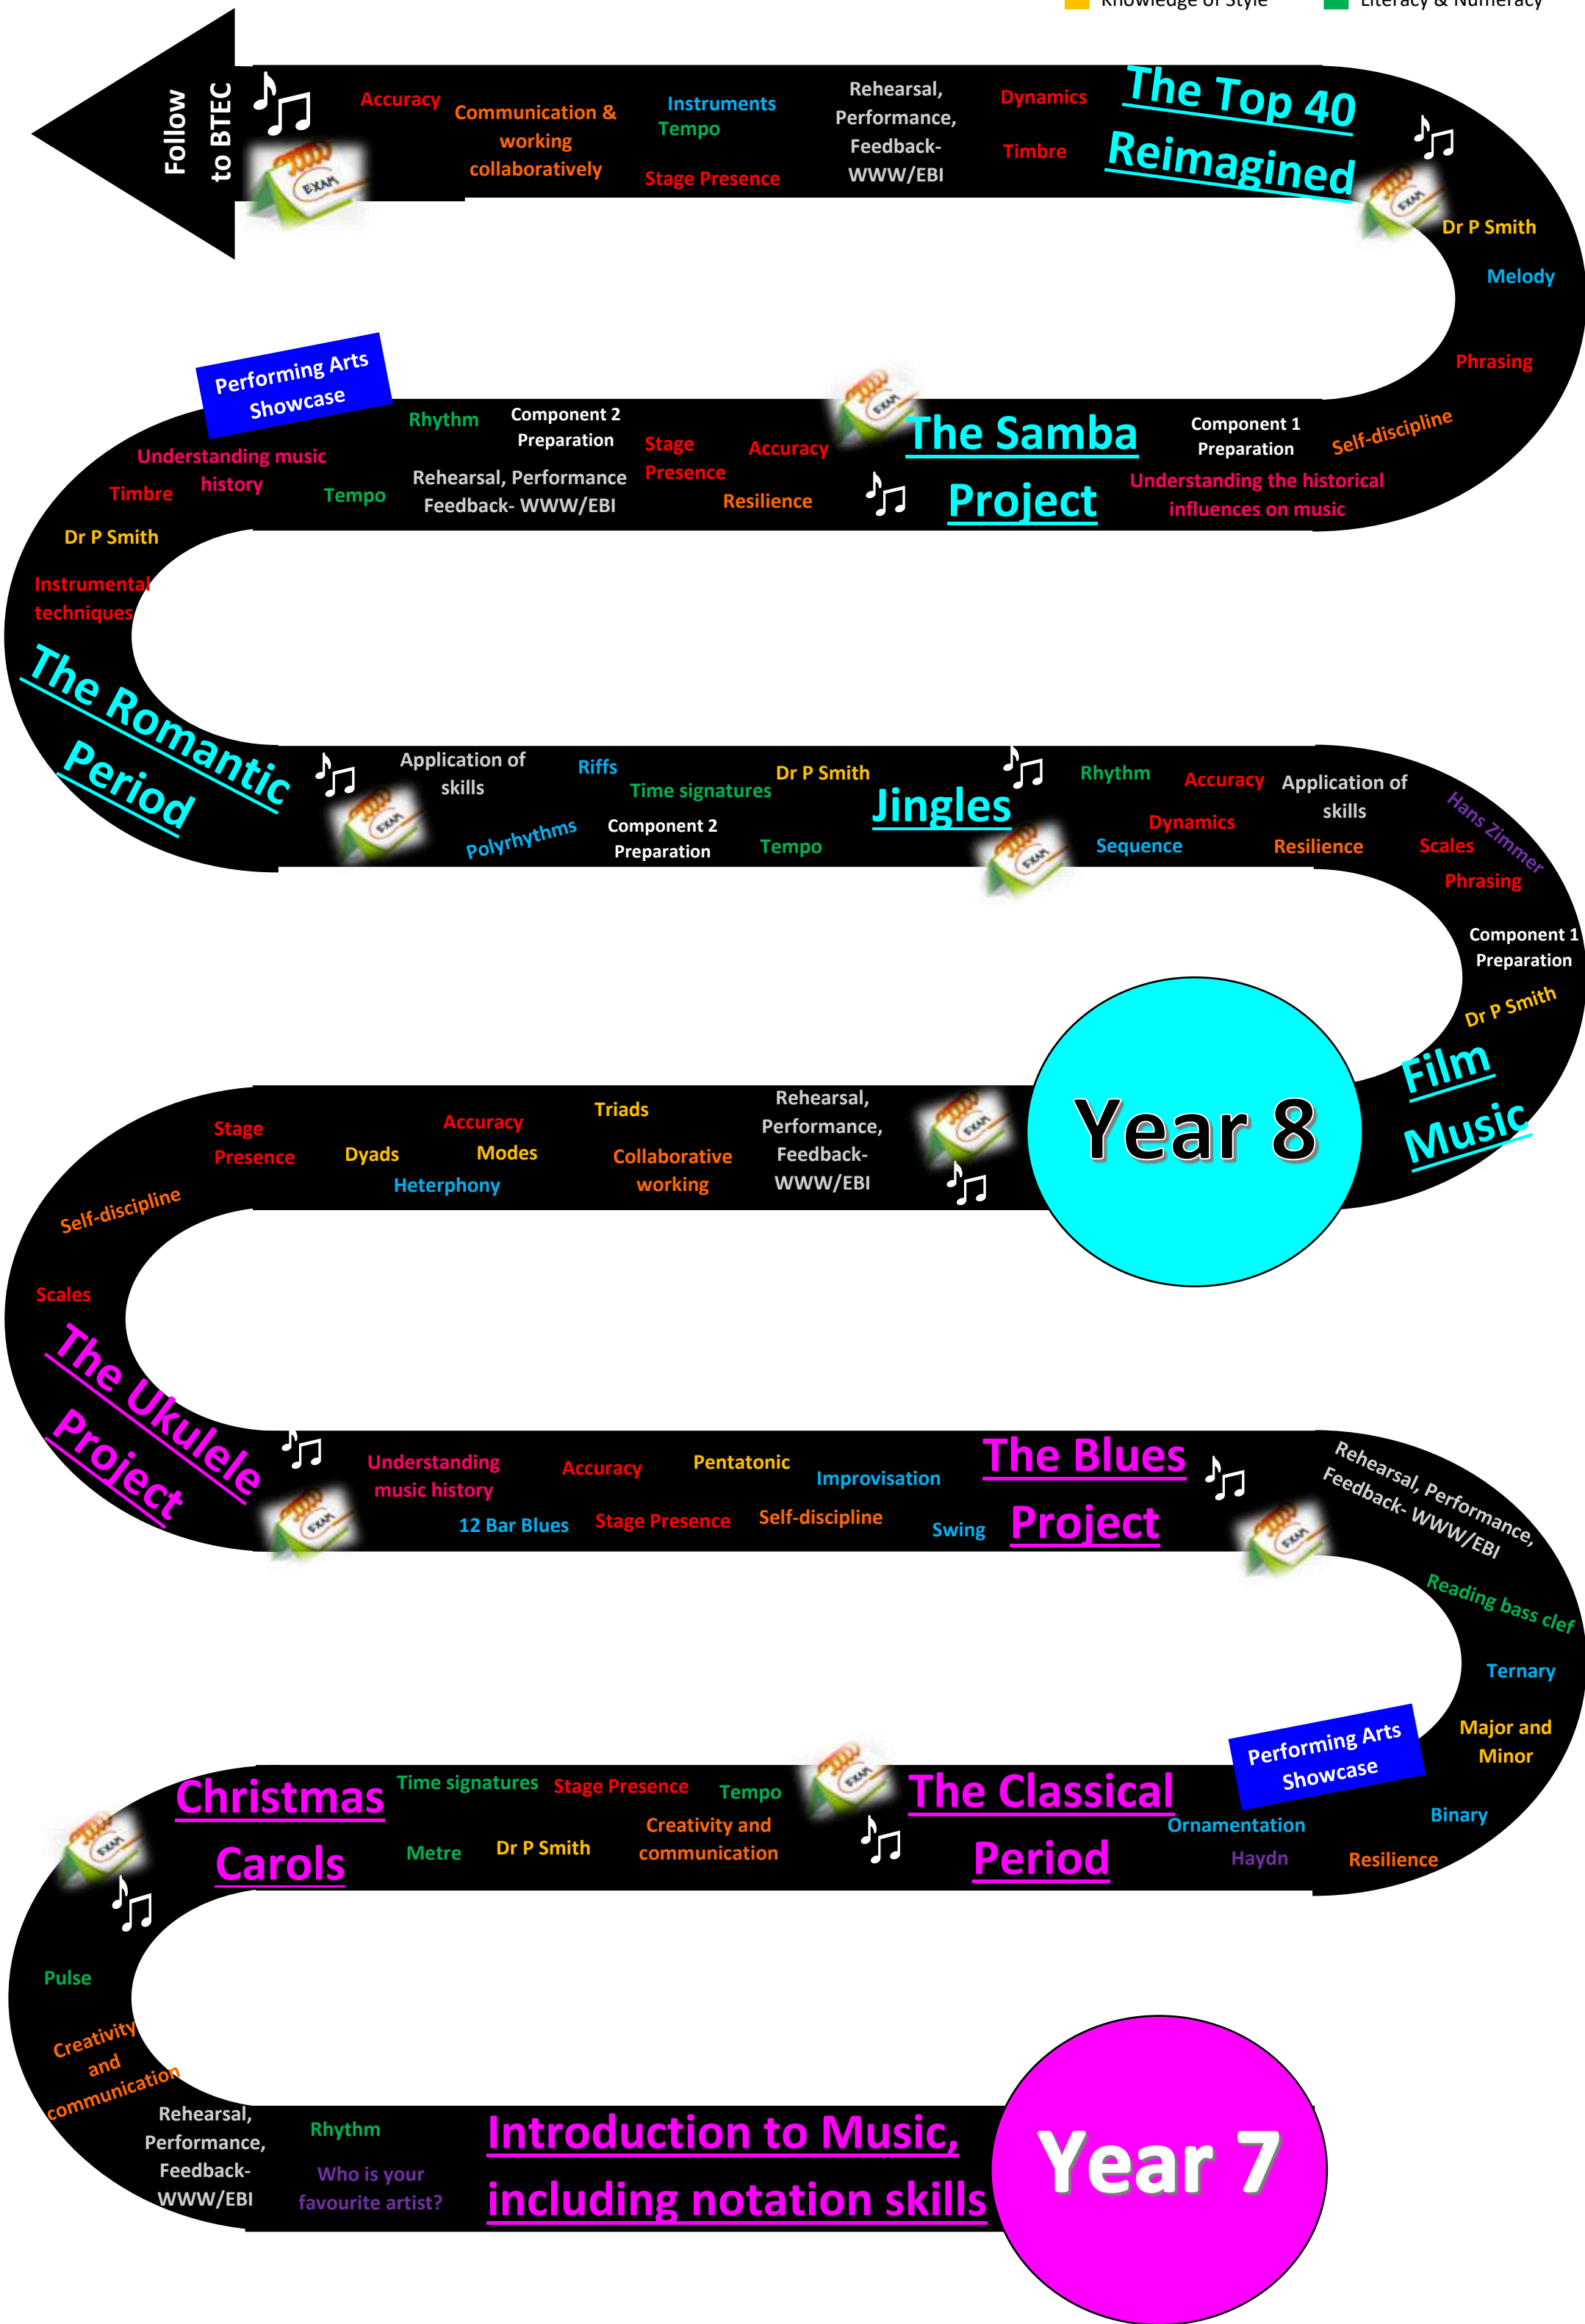 Knowledge of Style
Literacy & Numeracy
Follow
to BTEC
EXAM
Accuracy
Communication &
working
collaboratively
Instruments
Tempo
Stage Presence
Rehearsal,
Performance,
Feedback-
WWW/EBI
Dynamics
Timbre
The Top 40
Reimagined
EXAM
Dr P Smith
Melody
Phrasing
Self-discipline
Performing Arts
Showcase
Understanding music
history
Timbre
Tempo
Dr P Smith
Instrumental
techniques
Rhythm
Component 2
Preparation
Rehearsal, Performance
Feedback- WWW/EBI
Stage
Presence
Accuracy
Resilience
EXAM
The Samba
Project
Component 1
Preparation
Understanding the historical
influences on music
The Romantic
Period
EXAM
Application of
skills
Riffs
Time signatures
Dr P Smith
Polyrhythms
Component 2
Preparation
Tempo
Jingles
EXAM
Rhythm
Accuracy
Dynamics
Sequence
Application of
skills
Resilience
Hans Zimmer
Scales
Phrasing
Component 1
Preparation
Dr P Smith
Film
Music
Year 8
EXAM
Rehearsal,
Performance,
Feedback-
WWW/EBI
Triads
Accuracy
Modes
Dyads
Heterphony
Collaborative
working
Stage
Presence
Self-discipline
Scales
The Ukulele
Project
EXAM
Understanding
music history
Accuracy
Pentatonic
Improvisation
12 Bar Blues
Stage Presence
Self-discipline
Swing
The Blues
Project
EXAM
Rehearsal, Performance,
Feedback- WWW/EBI
Reading bass clef
Ternary
Major and
Minor
Binary
Performing Arts
Showcase
Ornamentation
Haydn
Resilience
The Classical
Period
EXAM
Christmas
Carols
Time signatures
Stage Presence
Tempo
Metre
Dr P Smith
Creativity and
communication
EXAM
Pulse
Creativity
and
communication
Rehearsal,
Performance,
Feedback-
WWW/EBI
Rhythm
Who is your
favourite artist?
Introduction to Music,
including notation skills
Year 7